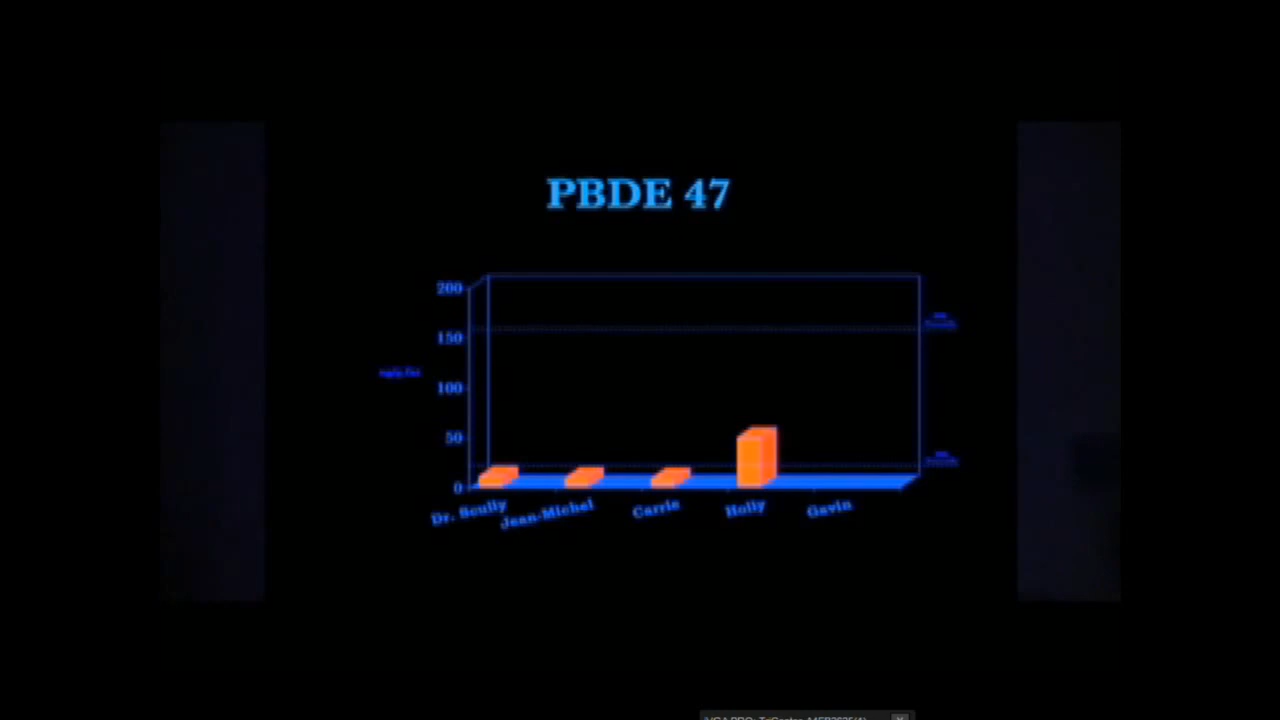 PBDE 47
200
150
100
50
0
Dr. Scully
Jean-Michel
Carrie
Holly
Gavin